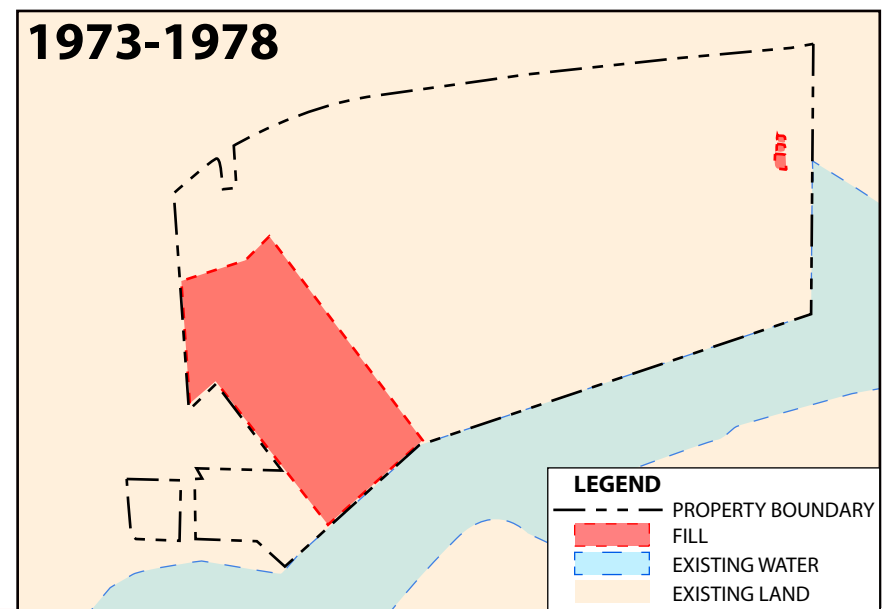 1973-1978
LEGEND
PROPERTY BOUNDARY
FILL
EXISTING WATER
EXISTING LAND